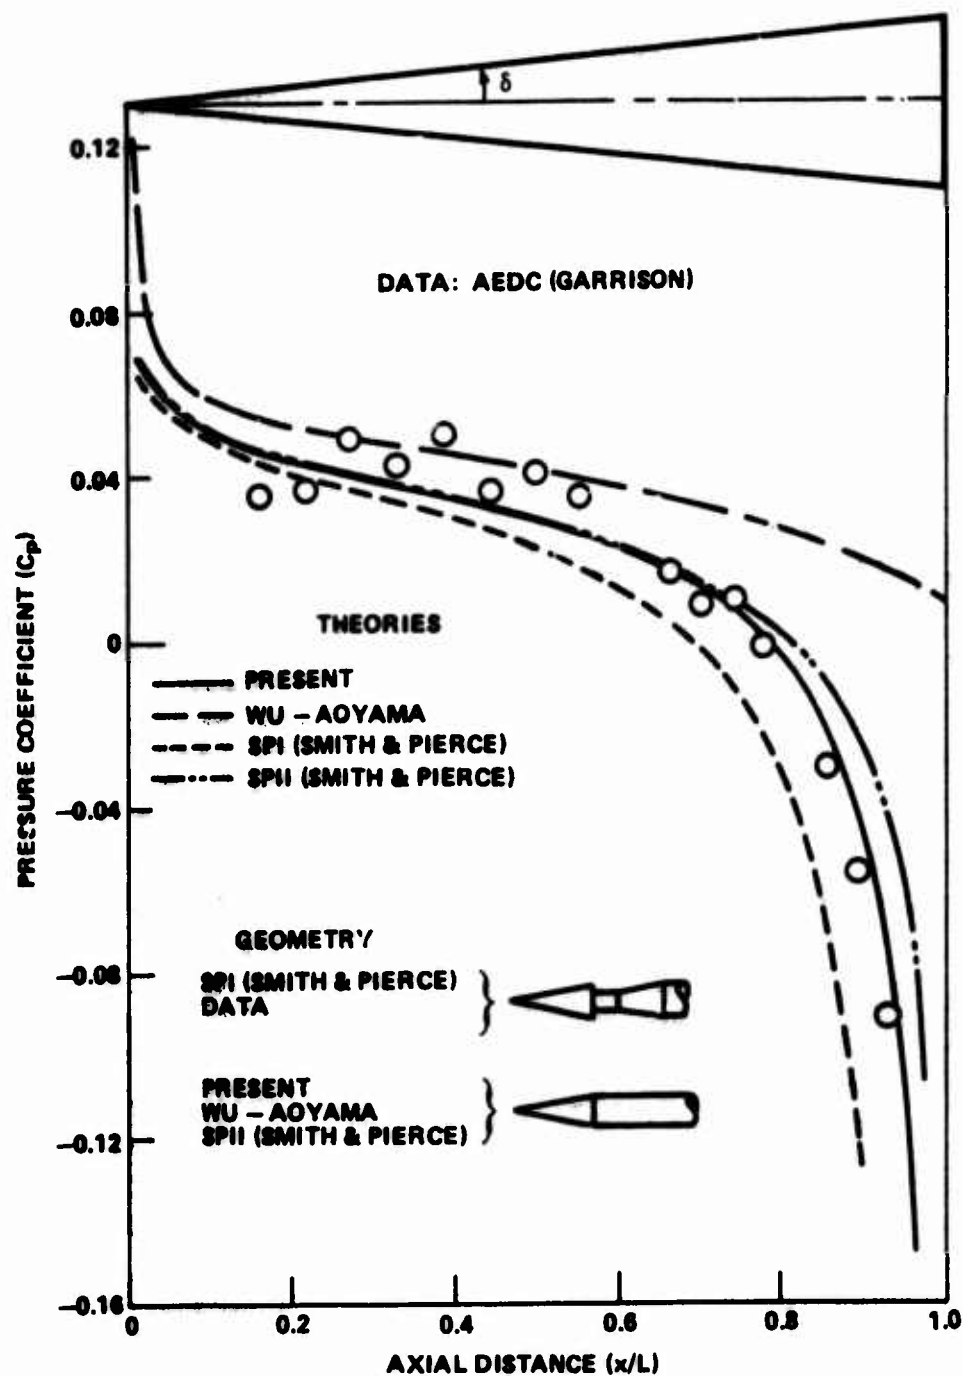 δ
0.12
DATA: AEDC (GARRISON)
0.08
0.04
PRESSURE COEFFICIENT (Cp)
THEORIES
0
PRESENT
WU – AOYAMA
SPI (SMITH & PIERCE)
SPII (SMITH & PIERCE)
–0.04
GEOMETRY
–0.08
SPI (SMITH & PIERCE)
DATA
PRESENT
WU – AOYAMA
SPII (SMITH & PIERCE)
–0.12
–0.16
0 0.2 0.4 0.6 0.8 1.0
AXIAL DISTANCE (x/L)